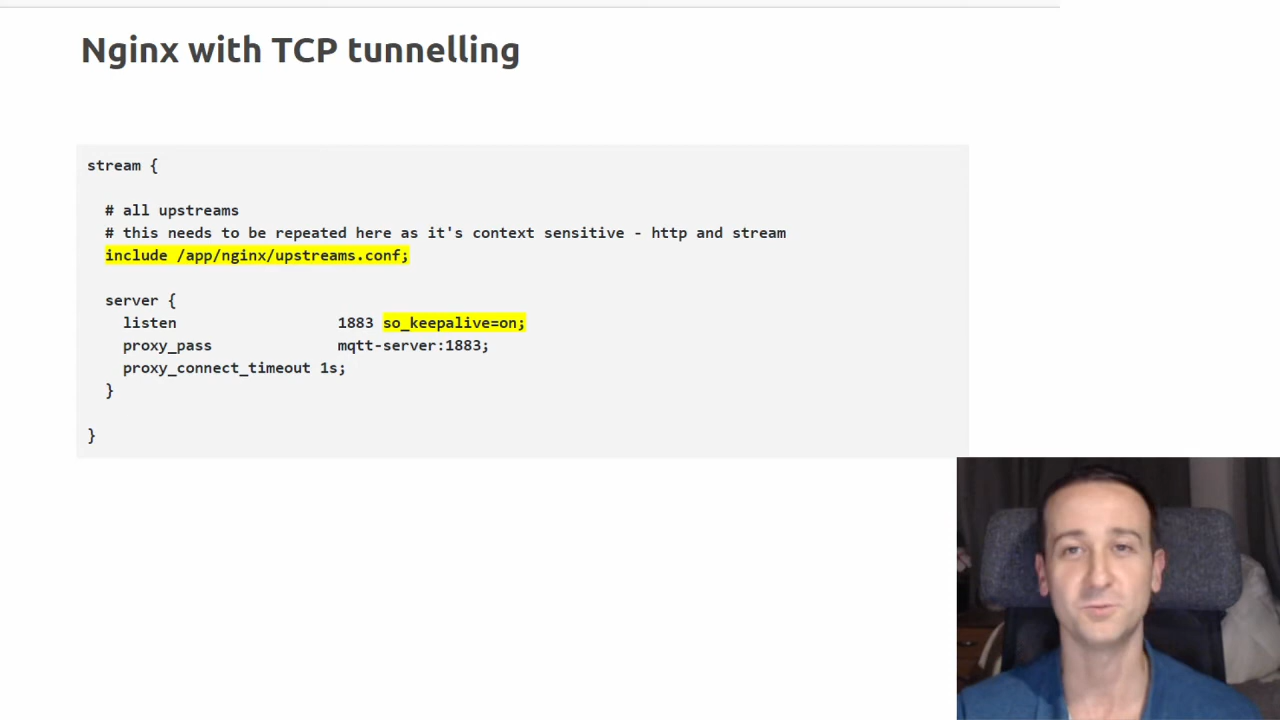 Nginx with TCP tunnelling
stream {
# all upstreams
# this needs to be repeated here as it's context sensitive - http and stream
include /app/nginx/upstreams.conf;
server {
listen 1883 so_keepalive=on;
proxy_pass mqtt-server:1883;
proxy_connect_timeout 1s;
}
}